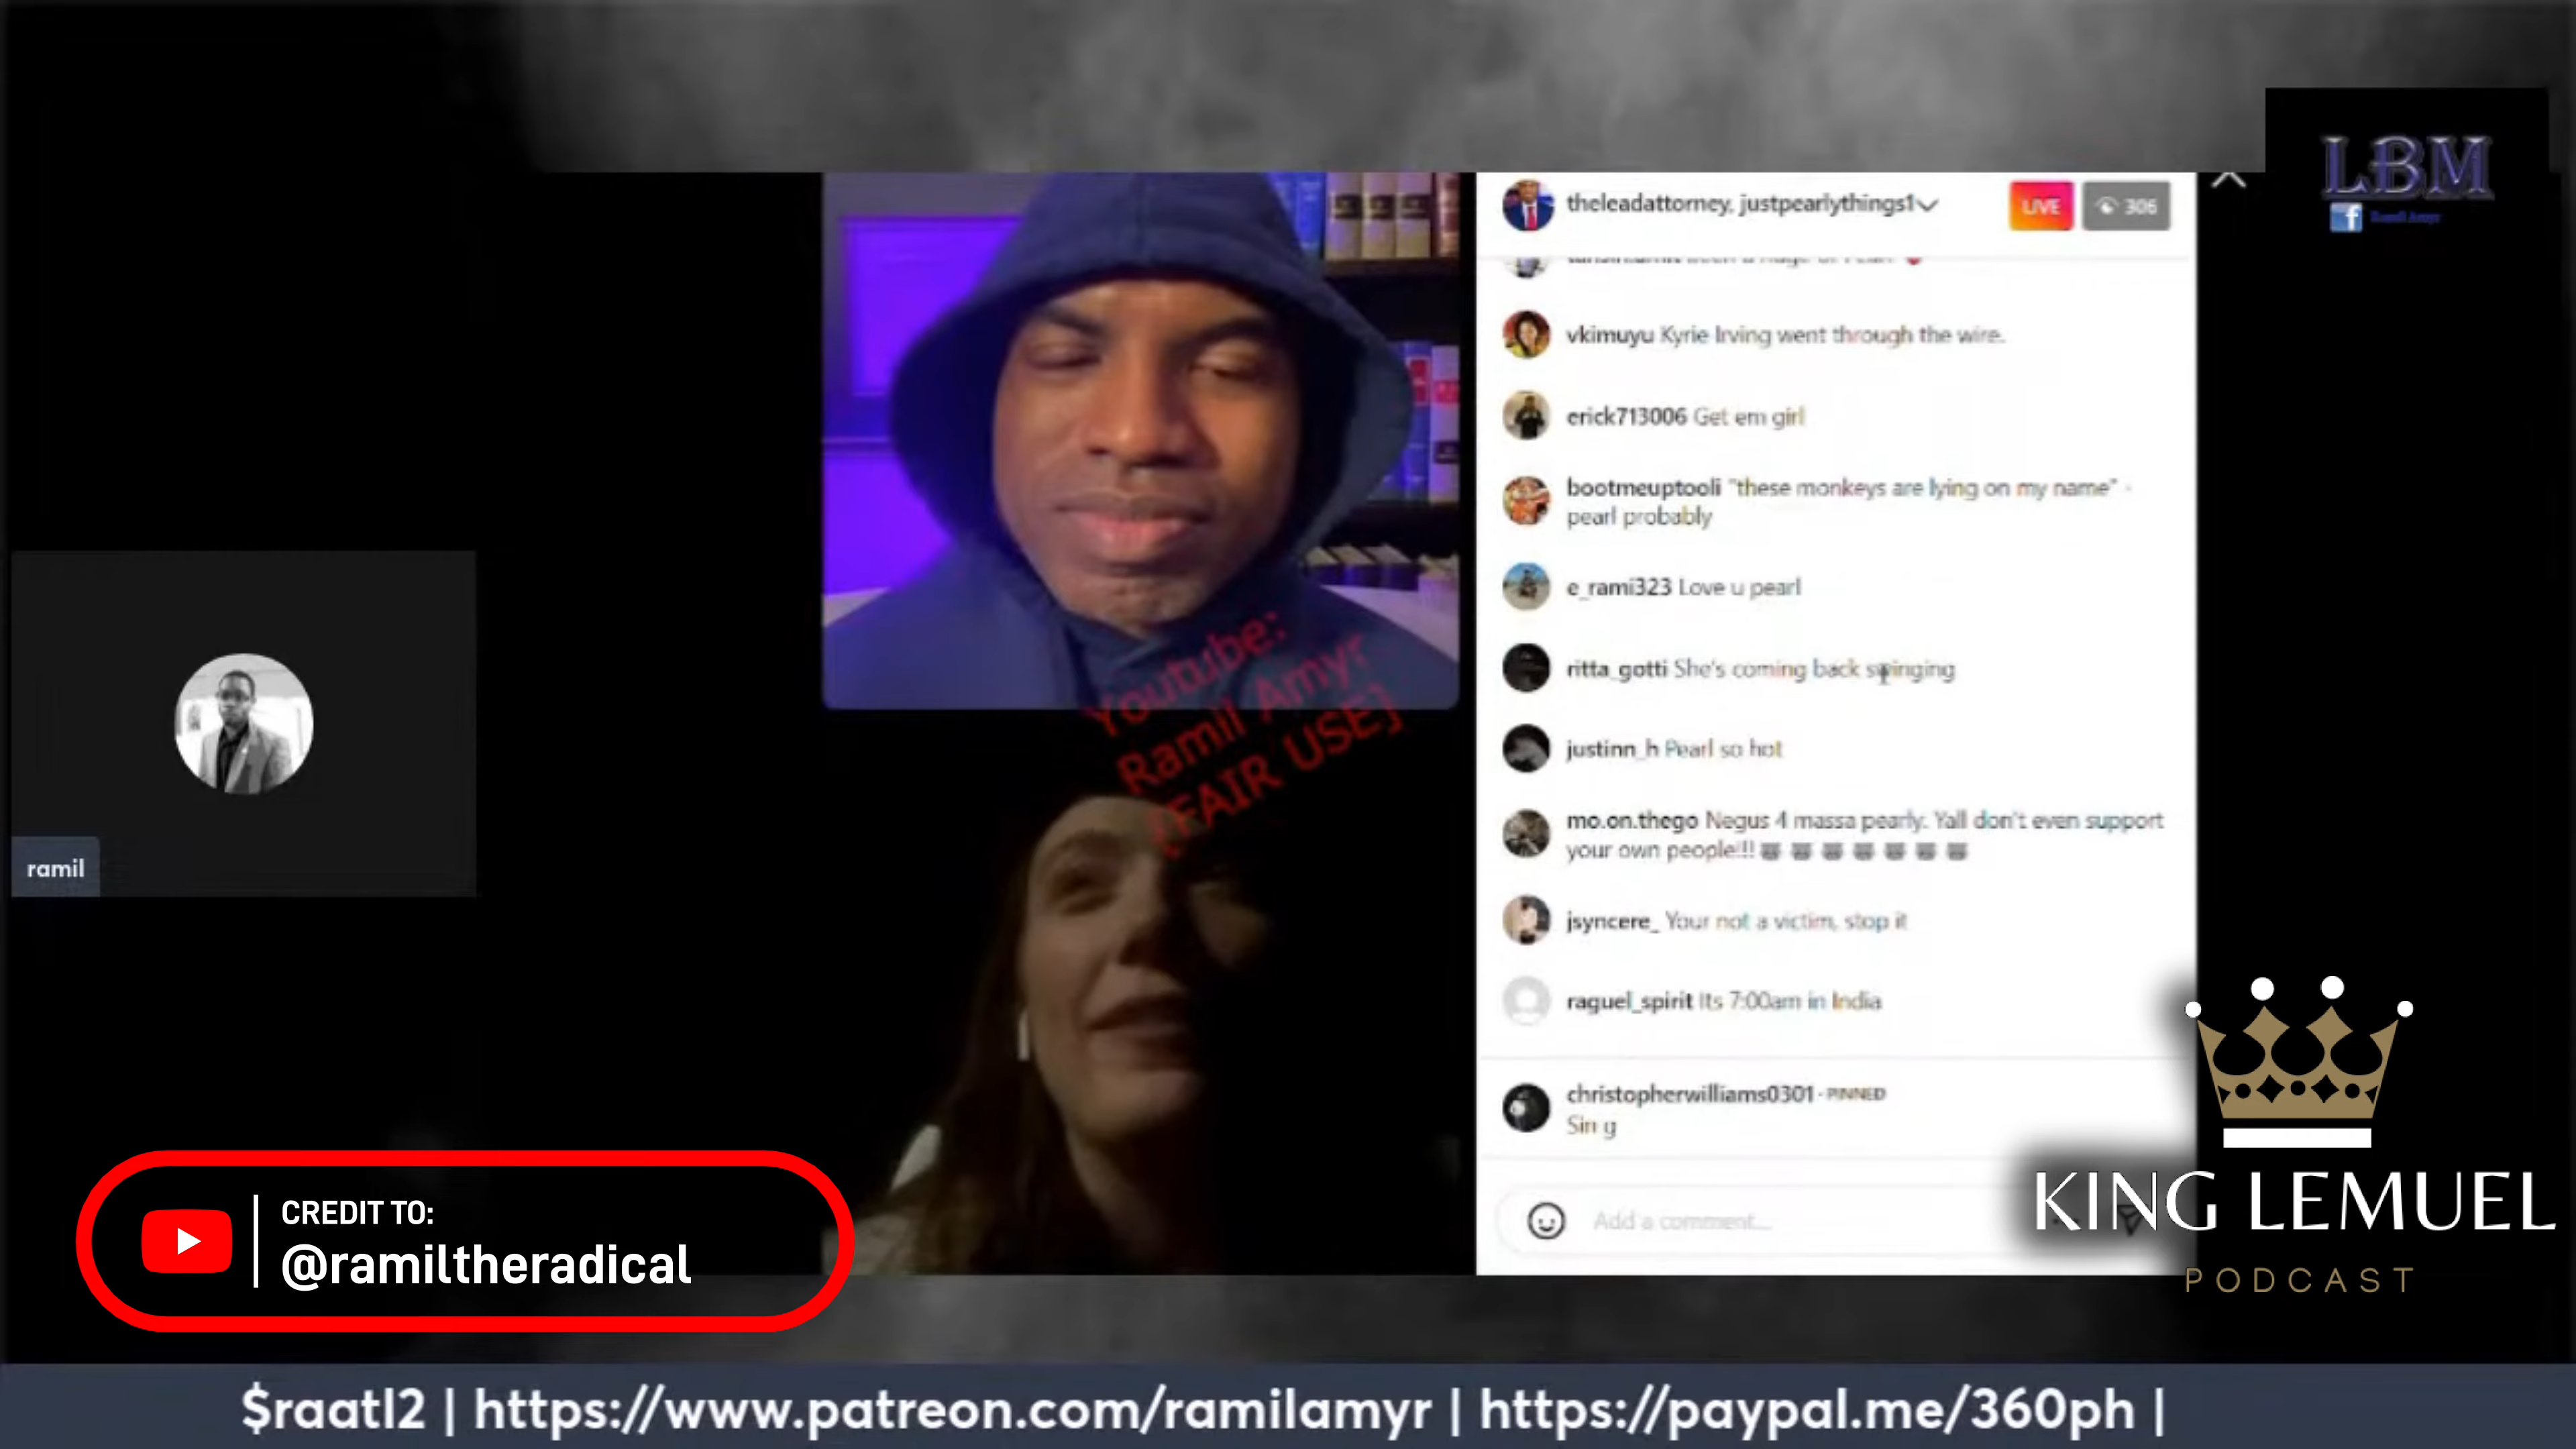 LBM
theleadattorney, justpearlythings1
LIVE
306
vkimuyu Kyrie Irving went through the wire.
erick713006 Get em girl
bootmeuptooli "these monkeys are lying on my name" -
pearl probably
e_rami323 Love u pearl
ritta_gotti She's coming back swinging
justinn_h Pearl so hot
mo.on.thego Negus 4 massa pearly. Yall don't even support
your own people!!!
jsyncere_ Your not a victim, stop it
raguel_spirit Its 7:00am in India
christopherwilliams0301 · PINNED
Sin g
Add a comment...
Youtube:
Ramil Amyr
[FAIR USE]
ramil
CREDIT TO:
@ramiltheradical
KING LEMUEL
PODCAST
$raatl2 | https://www.patreon.com/ramilamyr | https://paypal.me/360ph |